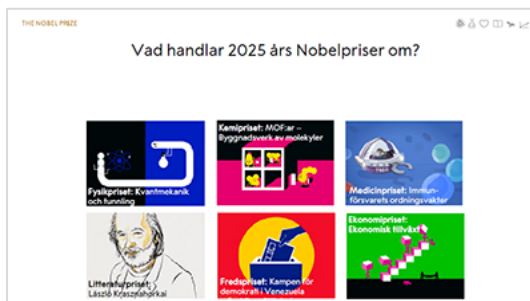 THE NOBEL PRIZE
Vad handlar 2025 års Nobelpriser om?
Fysikpriset: Kvantmekanik
och tunnling
Kemipriset: MOF:ar –
Byggnadsverk av molekyler
Medicinpriset: Immun-
försvarets ordningsvakter
Litteraturpriset:
László Krasznahorkai
Fredspriset: Kampen för
demokrati i Venezuela
Ekonomipriset:
Ekonomisk tillväxt